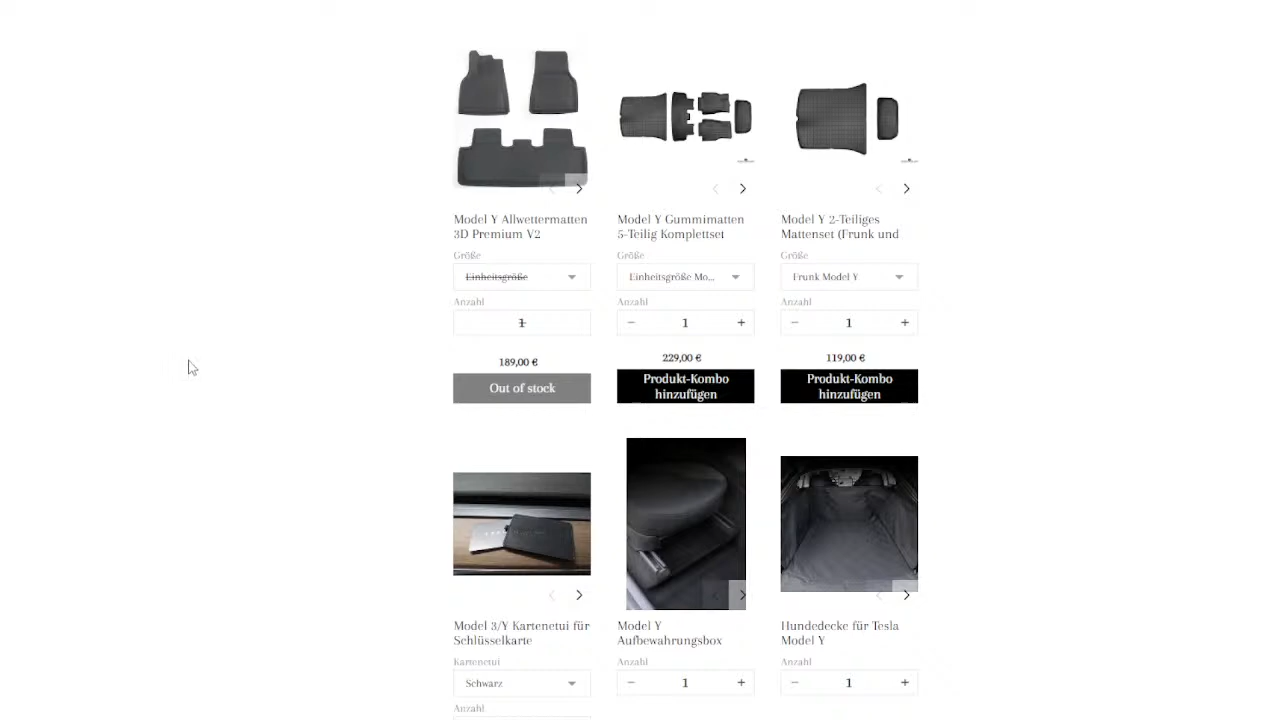 Model Y Allwettermatten
3D Premium V2
Größe
Einheitsgröße
Anzahl
1
189,00 €
Out of stock
Model Y Gummimatten
5-Teilig Komplettset
Größe
Einheitsgröße Mo...
Anzahl
− 1 +
229,00 €
Produkt-Kombo
hinzufügen
Model Y 2-Teiliges
Mattenset (Frunk und
Größe
Frunk Model Y
Anzahl
− 1 +
119,00 €
Produkt-Kombo
hinzufügen
Model 3/Y Kartenetui für
Schlüsselkarte
Kartenetui
Schwarz
Anzahl
Model Y
Aufbewahrungsbox
Anzahl
− 1 +
Hundedecke für Tesla
Model Y
Anzahl
− 1 +